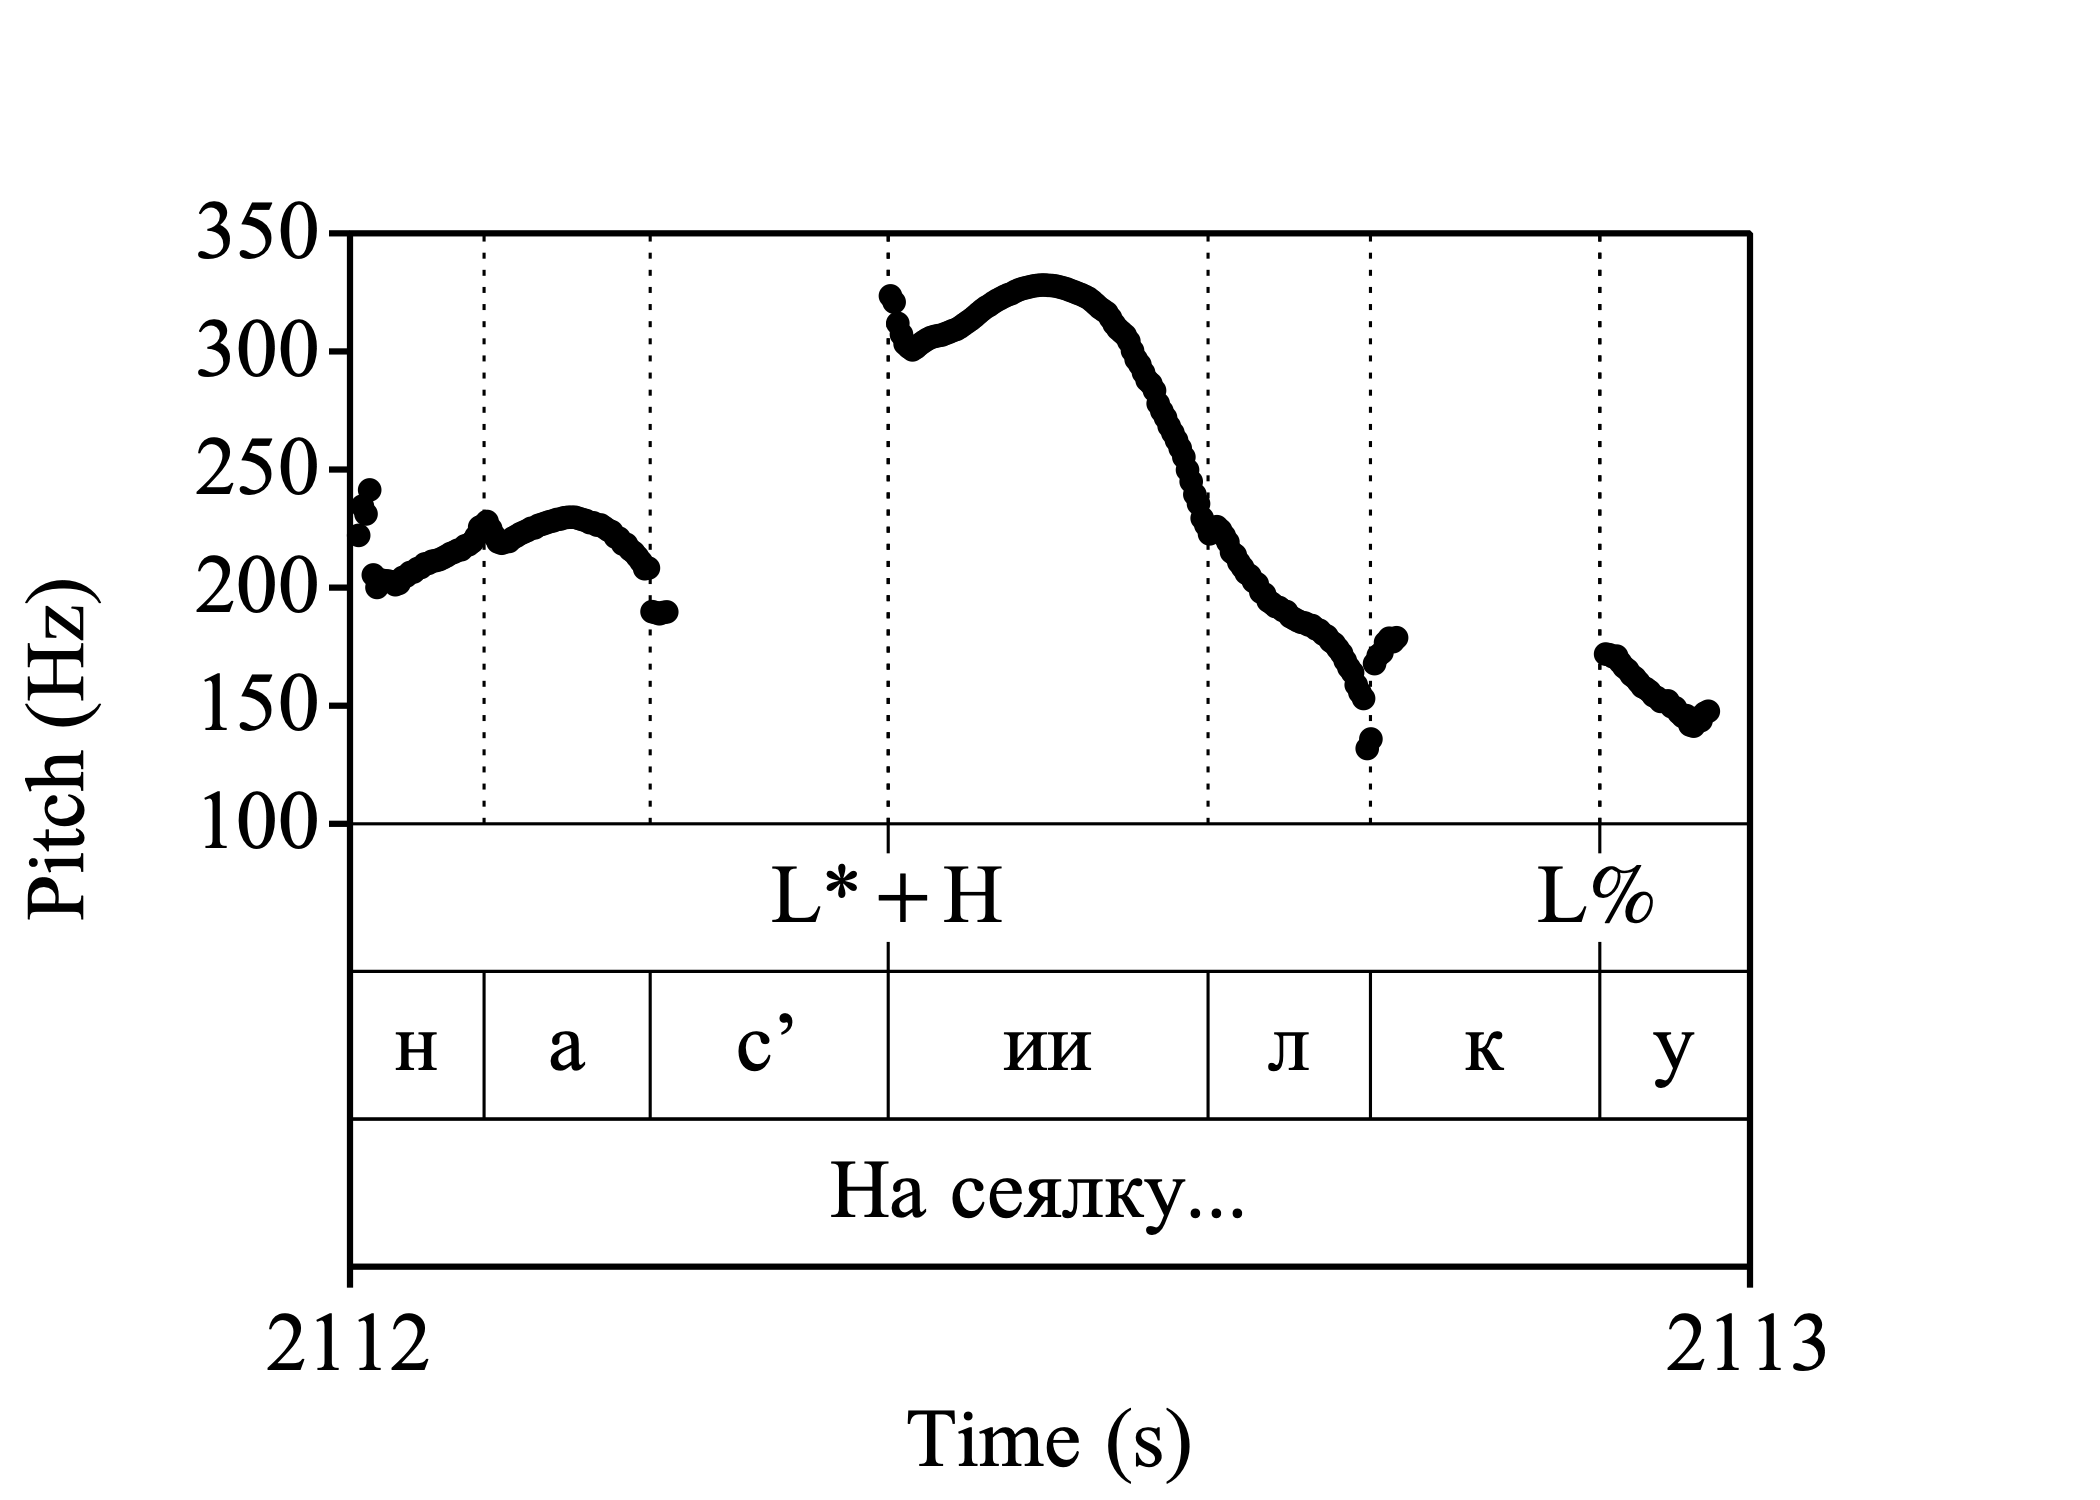 350
300
250
200
150
100
Pitch (Hz)
L* + H L%
н а с’ ии л к у
На сеялку...
2112 2113
Time (s)